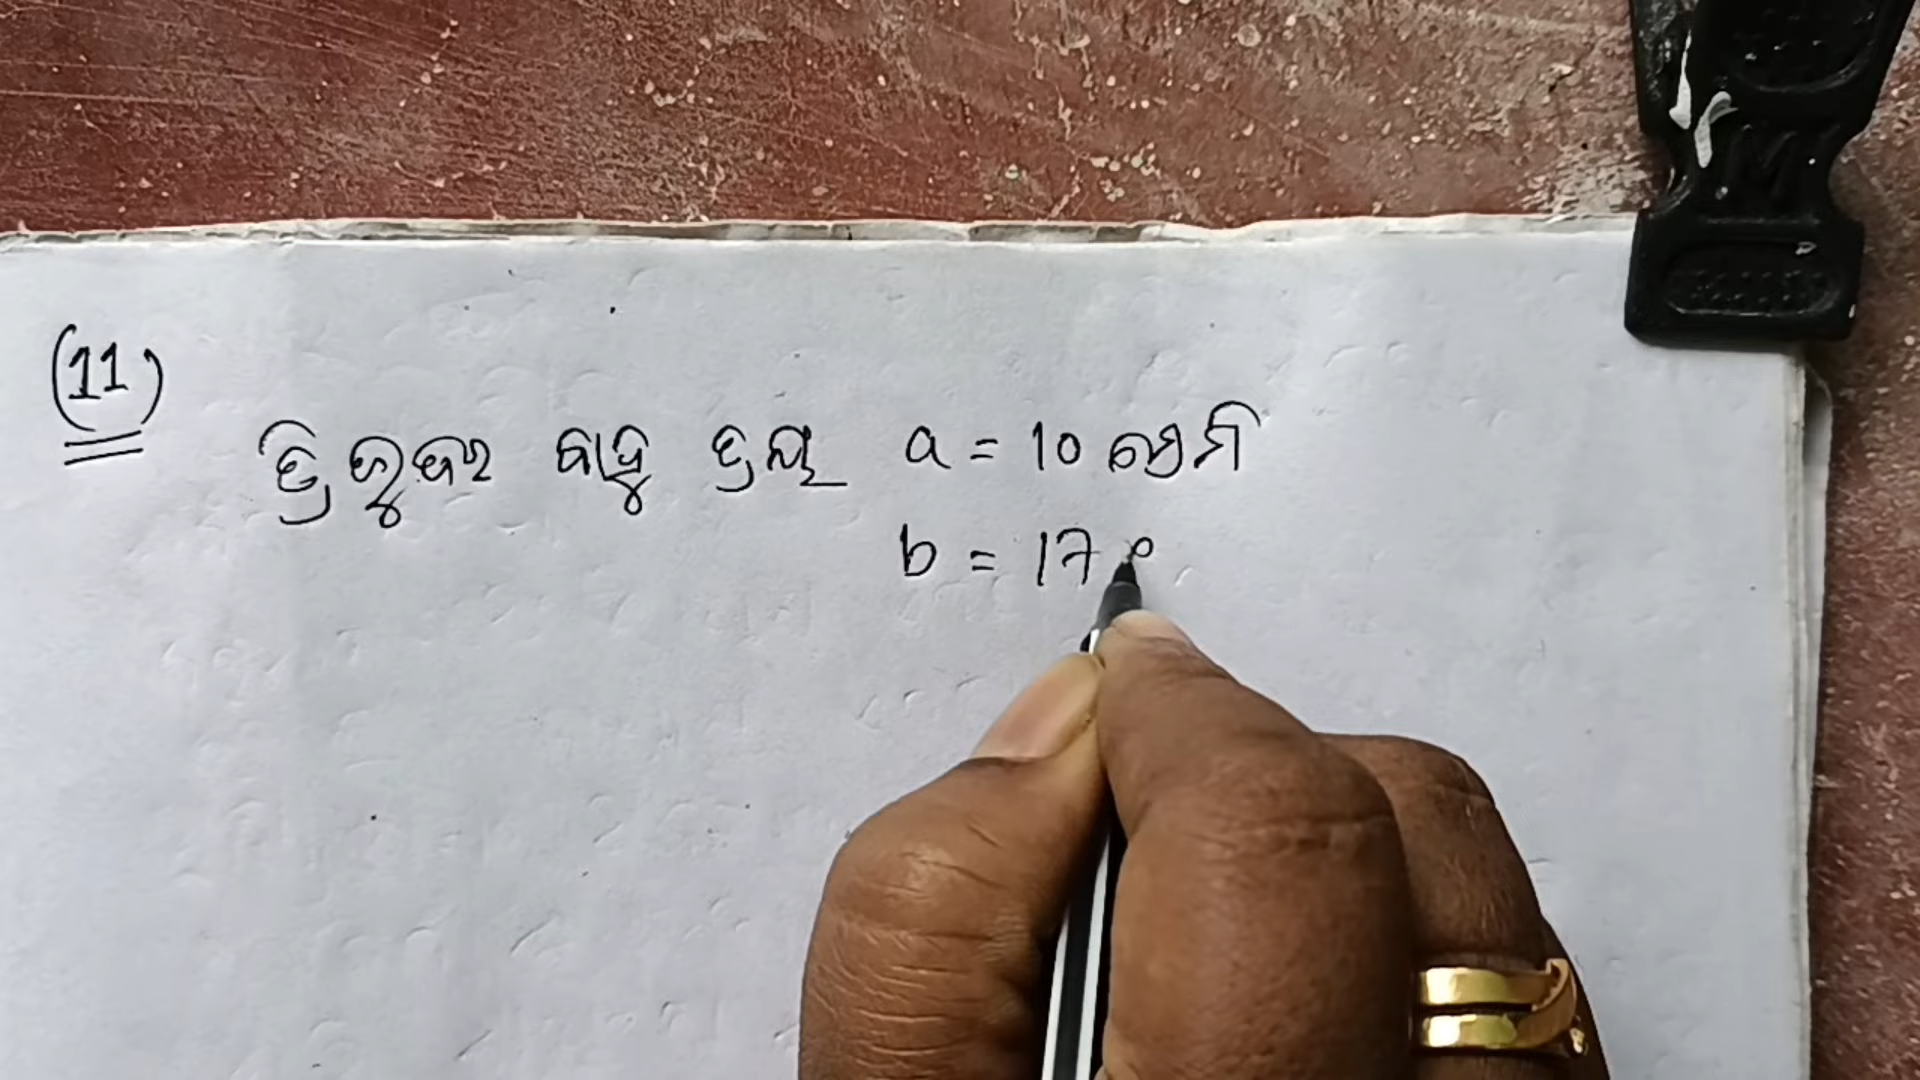 (11)
ତ୍ରିଭୁଜର ବାହୁ ତ୍ରୟ a = 10 ସେମି
b = 17